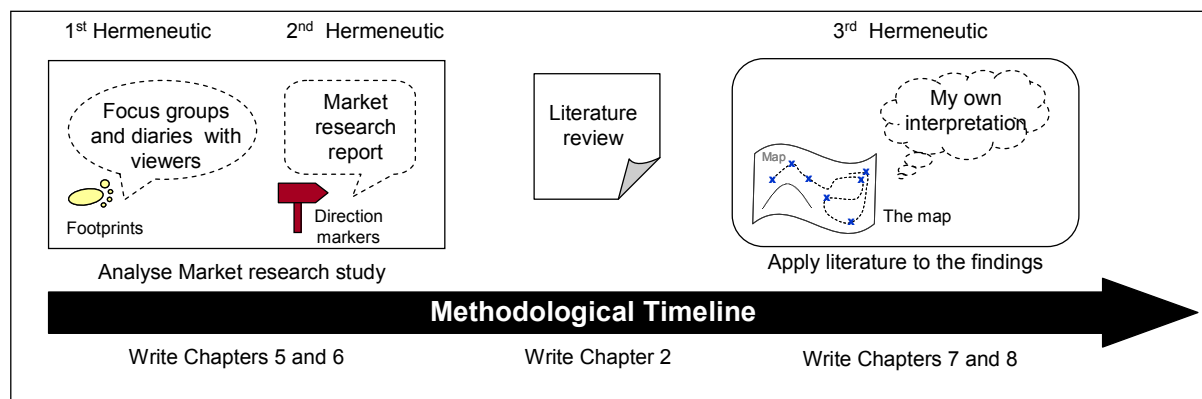 1st Hermeneutic
2nd Hermeneutic
3rd Hermeneutic
Focus groups
and diaries with
viewers
Footprints
Market
research
report
Direction
markers
Analyse Market research study
Literature
review
My own
interpretation
Map
The map
Apply literature to the findings
Methodological Timeline
Write Chapters 5 and 6
Write Chapter 2
Write Chapters 7 and 8